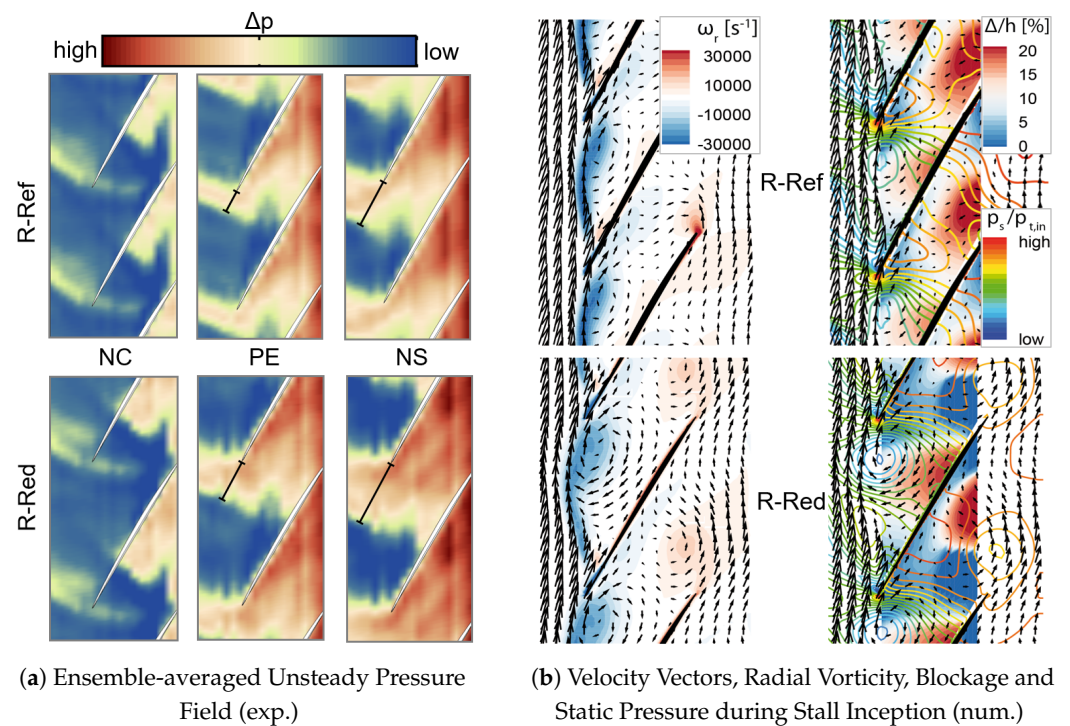 Δp
high
low
R-Ref
NC
PE
NS
R-Red
(a) Ensemble-averaged Unsteady Pressure
Field (exp.)
ω_r [s⁻¹]
30000
10000
-10000
-30000
R-Ref
Δ/h [%]
20
15
10
5
0
p_s/p_t,in
high
low
R-Red
(b) Velocity Vectors, Radial Vorticity, Blockage and
Static Pressure during Stall Inception (num.)